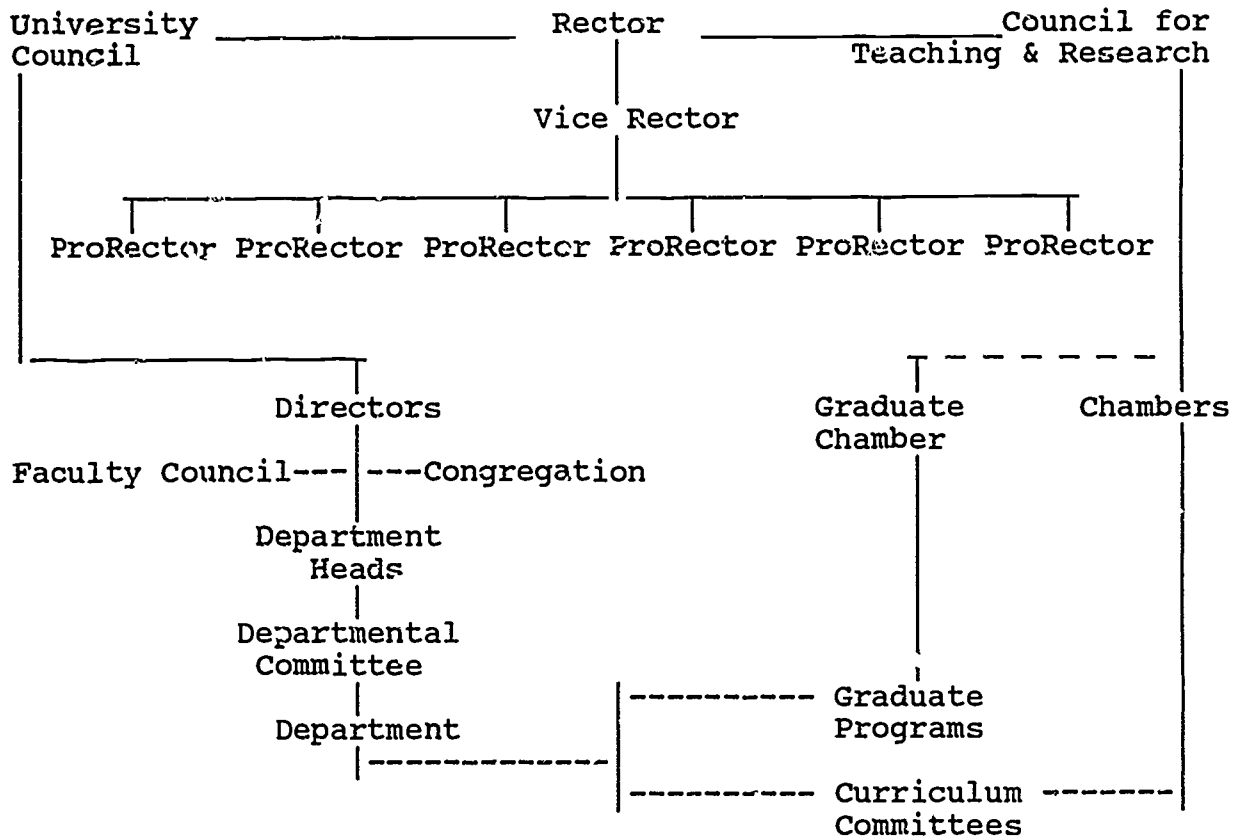 University Council
Rector
Council for Teaching & Research
Vice Rector
ProRector ProRector ProRector ProRector ProRector ProRector
Directors
Graduate Chamber
Chambers
Faculty Council---
---Congregation
Department Heads
Departmental Committee
Department
Graduate Programs
Curriculum Committees